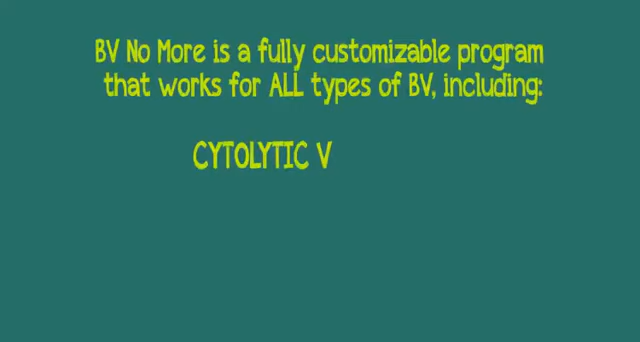 BV No More is a fully customizable program
that works for ALL types of BV, including:
CYTOLYTIC V